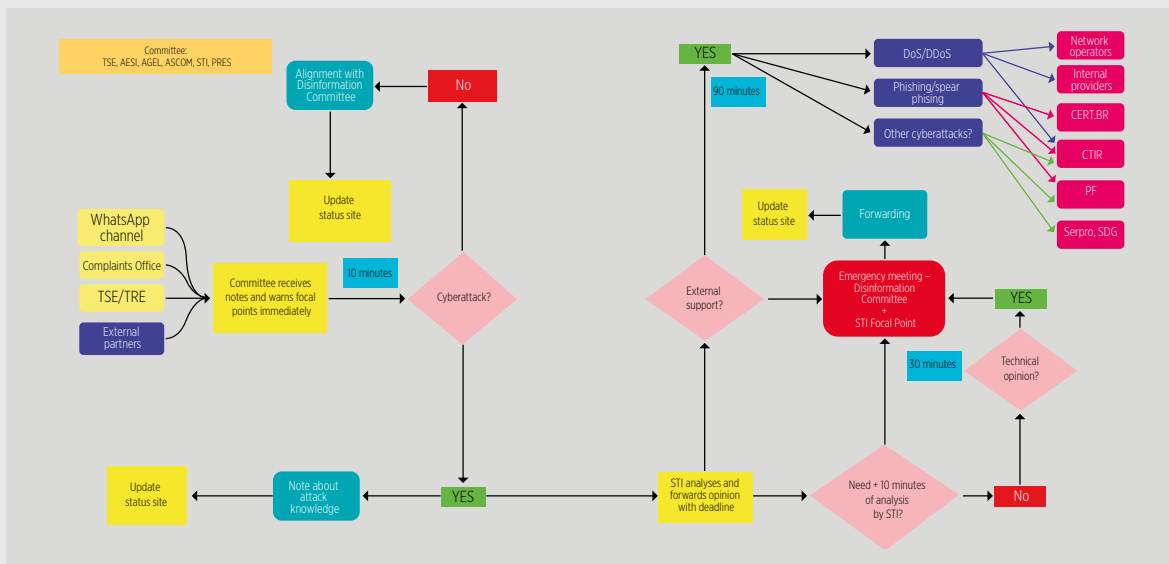 Committee:
TSE, AESI, AGEL, ASCOM, STI, PRES
Alignment with
Disinformation
Committee
No
Update
status site
WhatsApp
channel
Complaints Office
TSE/TRE
External
partners
Committee receives
notes and warns focal
points immediately
10 minutes
Cyberattack?
Update
status site
Note about
attack
knowledge
YES
YES
90 minutes
DoS/DDoS
Phishing/spear
phising
Other cyberattacks?
Network
operators
Internal
providers
CERT.BR
CTIR
PF
Serpro, SDG
Update
status site
Forwarding
External
support?
Emergency meeting –
Disinformation
Committee
+
STI Focal Point
YES
30 minutes
Technical
opinion?
STI analyses and
forwards opinion
with deadline
Need + 10 minutes
of analysis
by STI?
No